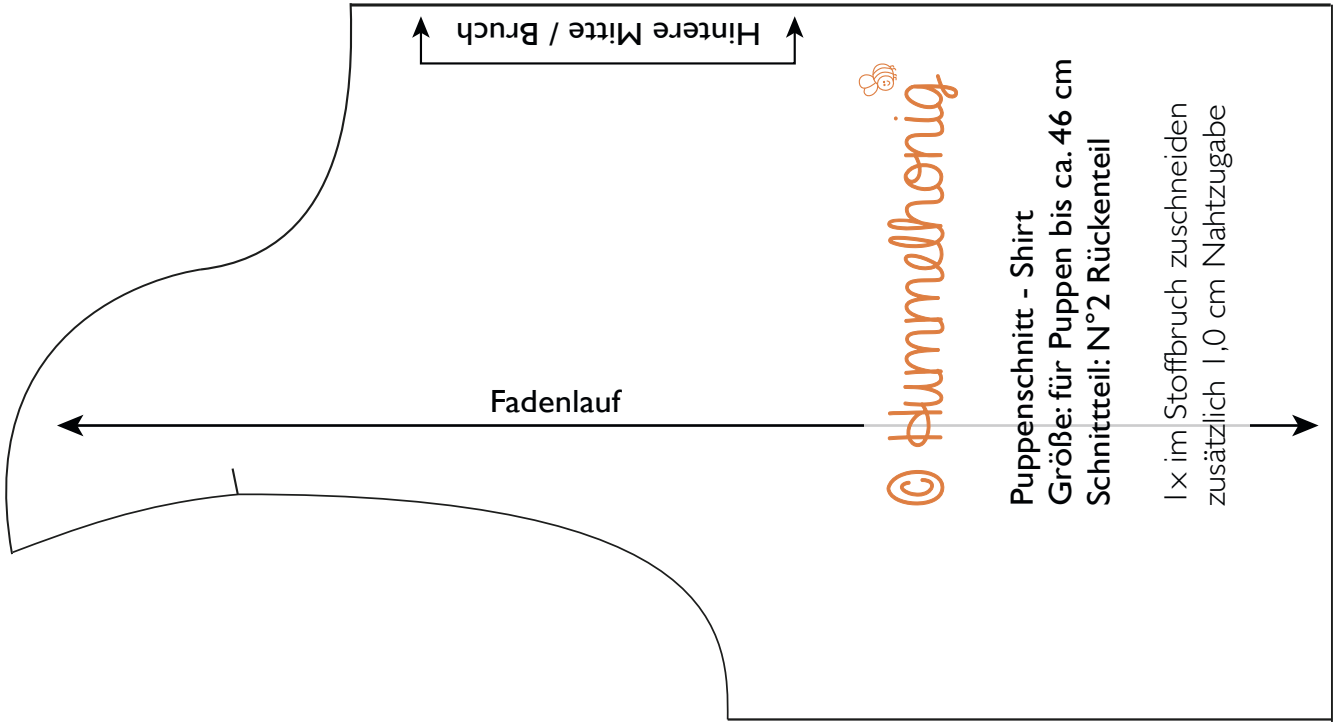 Hintere Mitte / Bruch
Fadenlauf
© Hummelhonig
Puppenschnitt - Shirt
Größe: für Puppen bis ca. 46 cm
Schnittteil: N°2 Rückenteil
1x im Stoffbruch zuschneiden
zusätzlich 1,0 cm Nahtzugabe